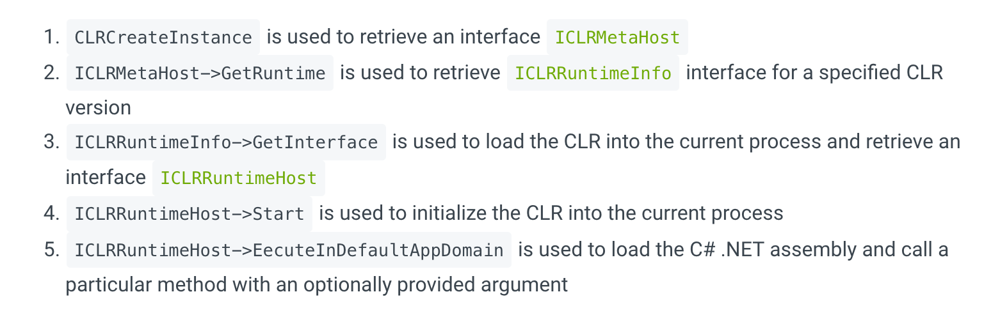 1. CLRCreateInstance is used to retrieve an interface ICLRMetaHost
2. ICLRMetaHost->GetRuntime is used to retrieve ICLRRuntimeInfo interface for a specified CLR
version
3. ICLRRuntimeInfo->GetInterface is used to load the CLR into the current process and retrieve an
interface ICLRRuntimeHost
4. ICLRRuntimeHost->Start is used to initialize the CLR into the current process
5. ICLRRuntimeHost->EecuteInDefaultAppDomain is used to load the C# .NET assembly and call a
particular method with an optionally provided argument